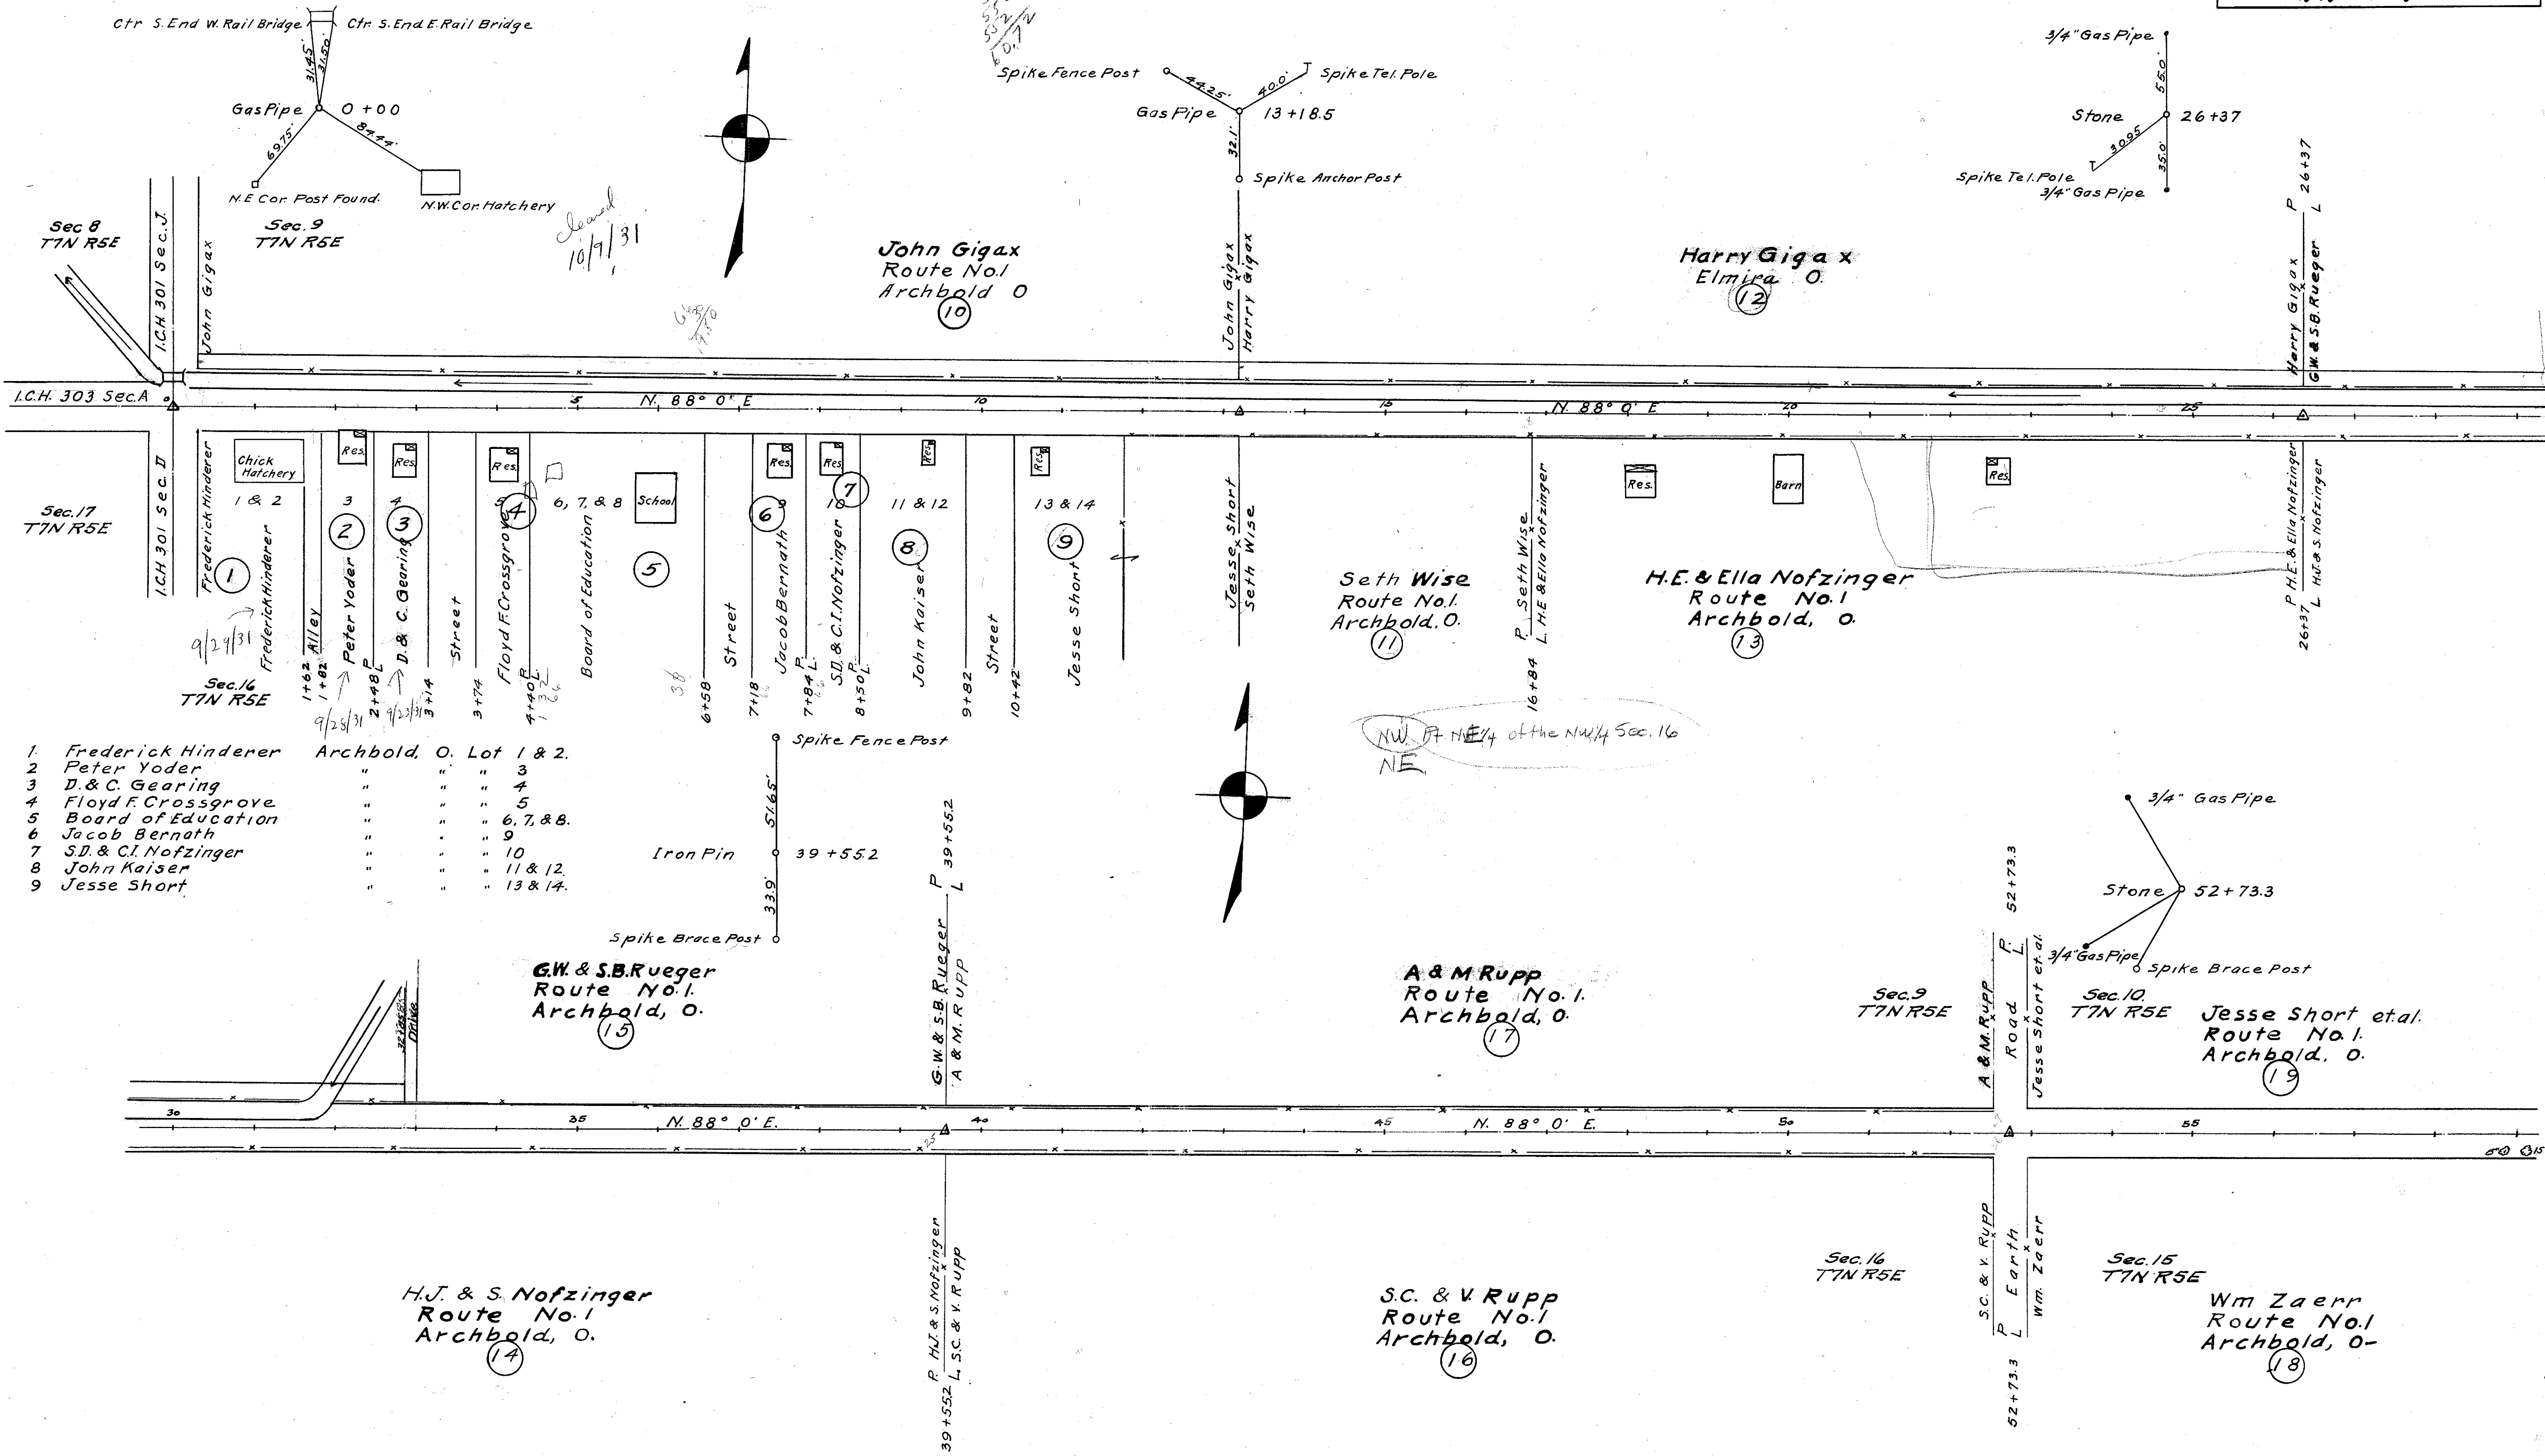 Ctr S. End W. Rail Bridge
Ctr. S. End E. Rail Bridge
31.45'
31.50'
Gas Pipe 0+00
69.75'
84.44'
N.E Cor. Post Found.
N.W. Cor. Hatchery
Spike Fence Post
44.25'
40.0'
Spike Tel. Pole
Gas Pipe 13+18.5
32.1'
Spike Anchor Post
3/4" Gas Pipe
55.0'
Stone 26+37
30.95
35.0'
Spike Tel. Pole
3/4" Gas Pipe
Sec 8
T7N R5E
I.C.H 301 Sec. J.
John Gigax
Sec. 9
T7N R5E
cleared
10/9/31
John Gigax
Route No.1
Archbold O
10
John Gigax
Harry Gigax
Harry Gigax
Elmira O.
12
Harry Gigax P
G.W. & S.B. Rueger L
26+37
I.C.H. 303 Sec. A
0
5
N. 88° 0' E
10
15
N. 88° 0' E
20
25
Sec. 17
T7N R5E
I.C.H 301 Sec. D
Frederick Hinderer
Chick
Hatchery
1 & 2
1
Frederick Hinderer
9/29/31
Sec. 16
T7N R5E
1+62
Alley
1+82
Res.
3
2
Peter Yoder
9/25/31
2+48 P. L
Res.
4
3
D. & C. Gearing
9/23/31
3+14
Street
3+74
Res.
5
4
Floyd F. Crossgrove
4+40 P. L.
6, 7, & 8
School
Board of Education
5
6+58
Street
7+18
Res.
9
6
Jacob Bernath
7+84 P. L.
Res.
10
7
S.D. & C.I. Nofzinger
8+50 P. L.
Res.
11 & 12
8
John Kaiser
9+82
Street
10+42
Res.
13 & 14
9
Jesse Short
Jesse Short
Seth Wise
Seth Wise
Route No.1.
Archbold, O.
11
16+84
P Seth Wise
L. H.E & Ella Nofzinger
Res.
Barn
Res.
H.E. & Ella Nofzinger
Route No. 1
Archbold, O.
13
26+37
P H.E. & Ella Nofzinger
L H.J. & S. Nofzinger
NW. Pt. NE 1/4 of the NW 1/4 Sec. 16
NE
1. Frederick Hinderer Archbold, O. Lot 1 & 2.
2 Peter Yoder " " " 3
3 D. & C. Gearing " " " 4
4 Floyd F. Crossgrove " " " 5
5 Board of Education " " " 6, 7, & 8.
6 Jacob Bernath " " " 9
7 S.D. & C.I. Nofzinger " " " 10
8 John Kaiser " " " 11 & 12.
9 Jesse Short " " " 13 & 14.
Spike Fence Post
51.65'
Iron Pin 39+55.2
33.9'
Spike Brace Post
3/4" Gas Pipe
Stone 52+73.3
3/4" Gas Pipe
Spike Brace Post
Drive
G.W. & S.B. Rueger
Route No.1.
Archbold, O.
15
G.W. & S.B. Rueger P
A & M. Rupp L
39+55.2
A & M Rupp
Route No. 1.
Archbold, O.
17
Sec. 9
T7N R5E
A & M. Rupp
Road P. L.
Jesse Short et. al.
52+73.3
Sec. 10.
T7N R5E
Jesse Short et. al.
Route No. 1.
Archbold, O.
19
30
35
N. 88° 0' E.
40
45
N. 88° 0' E.
50
55
H.J. & S. Nofzinger
Route No. 1
Archbold, O.
14
39+55.2
P. H.J. & S. Nofzinger
L. S.C. & V. Rupp
S.C. & V. Rupp
Route No.1
Archbold, O.
16
Sec. 16
T7N R5E
S.C. & V. Rupp
P L Earth
Wm. Zaerr
52+73.3
Sec. 15
T7N R5E
Wm Zaerr
Route No.1
Archbold, O-
18